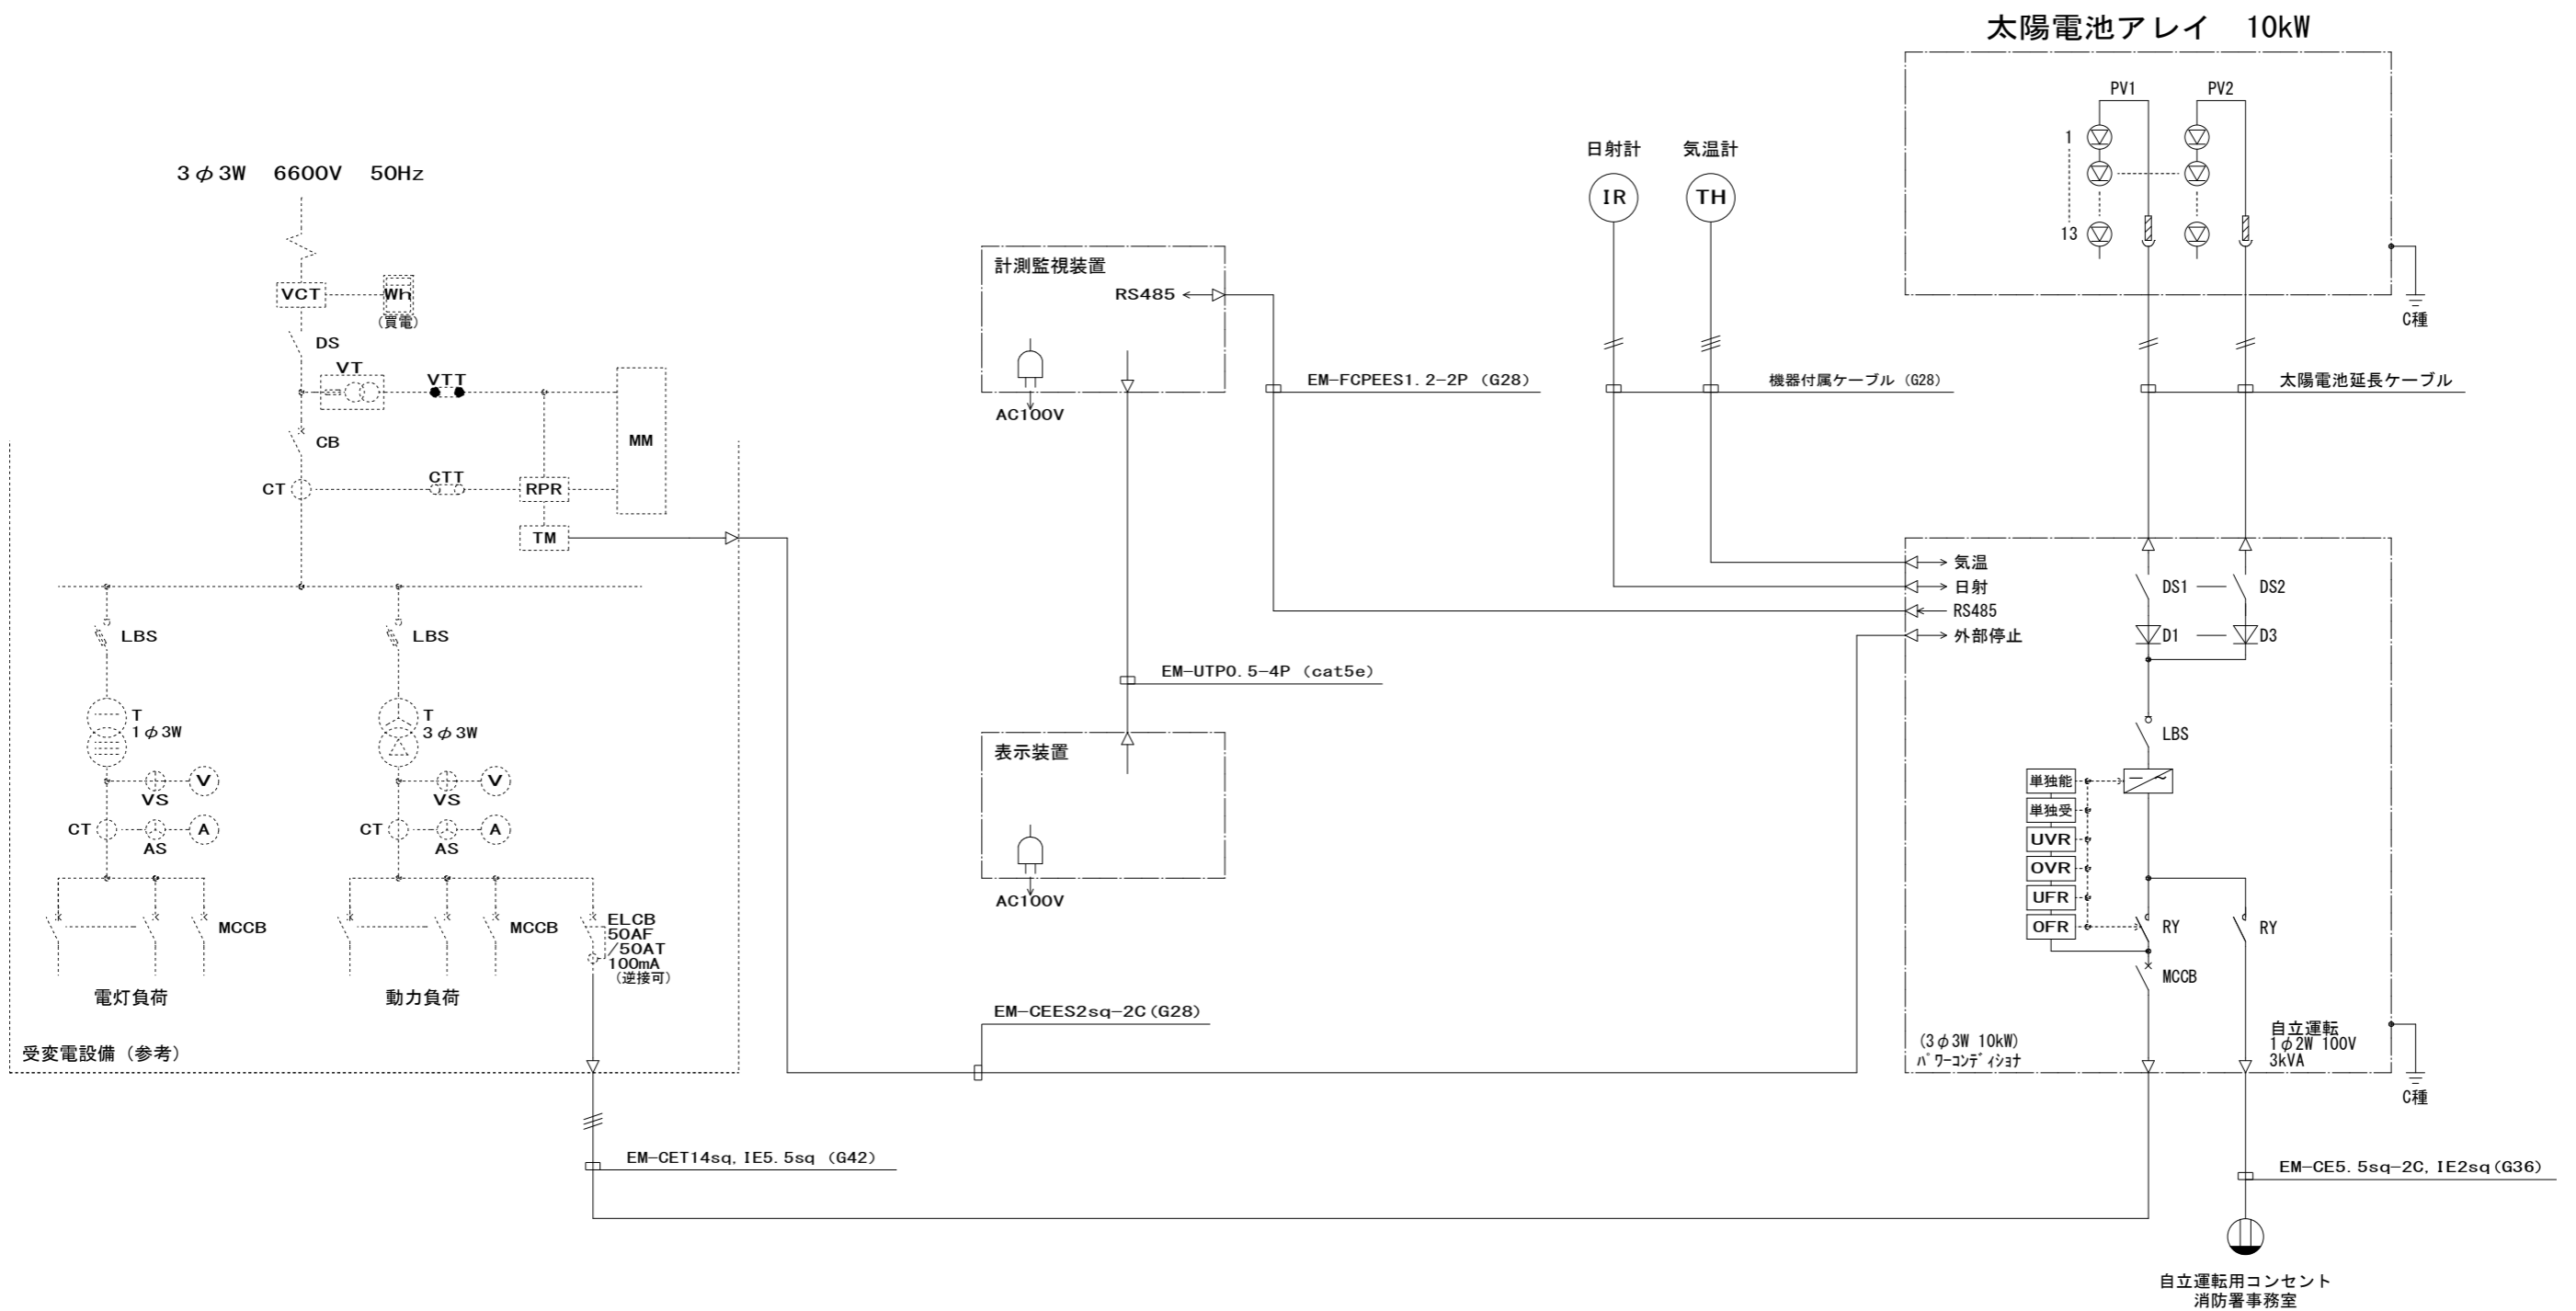 太陽電池アレイ 10kW
PV1
PV2
1
13
C種
日射計
気温計
IR
TH
3φ3W 6600V 50Hz
VCT
Wh
(買電)
DS
VT
VTT
MM
CB
CT
CTT
RPR
TM
計測監視装置
RS485
AC100V
EM-FCPEES1.2-2P (G28)
機器付属ケーブル (G28)
太陽電池延長ケーブル
LBS
LBS
T
1φ3W
T
3φ3W
VS
V
VS
V
CT
AS
A
CT
AS
A
MCCB
MCCB
ELCB
50AF
/50AT
100mA
(逆接可)
電灯負荷
動力負荷
受変電設備 (参考)
EM-UTP0.5-4P (cat5e)
表示装置
AC100V
EM-CEES2sq-2C(G28)
EM-CET14sq, IE5.5sq (G42)
気温
日射
RS485
外部停止
DS1
DS2
D1
D3
LBS
単独能
単独受
UVR
OVR
UFR
OFR
RY
RY
MCCB
(3φ3W 10kW)
ﾊﾟﾜｰｺﾝﾃﾞｨｼｮﾅ
自立運転
1φ2W 100V
3kVA
C種
EM-CE5.5sq-2C, IE2sq(G36)
自立運転用コンセント
消防署事務室